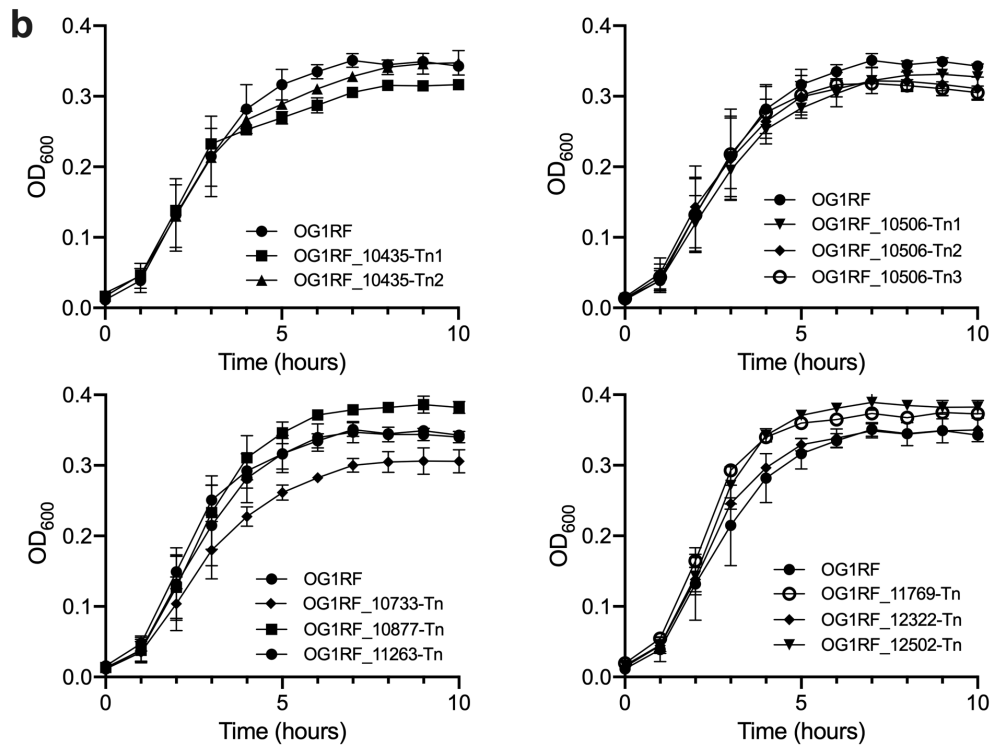 b
0.4
0.3
0.2
0.1
0.0
OD600
0
5
10
Time (hours)
OG1RF
OG1RF_10435-Tn1
OG1RF_10435-Tn2
0.4
0.3
0.2
0.1
0.0
OD600
0
5
10
Time (hours)
OG1RF
OG1RF_10506-Tn1
OG1RF_10506-Tn2
OG1RF_10506-Tn3
0.4
0.3
0.2
0.1
0.0
OD600
0
5
10
Time (hours)
OG1RF
OG1RF_10733-Tn
OG1RF_10877-Tn
OG1RF_11263-Tn
0.4
0.3
0.2
0.1
0.0
OD600
0
5
10
Time (hours)
OG1RF
OG1RF_11769-Tn
OG1RF_12322-Tn
OG1RF_12502-Tn